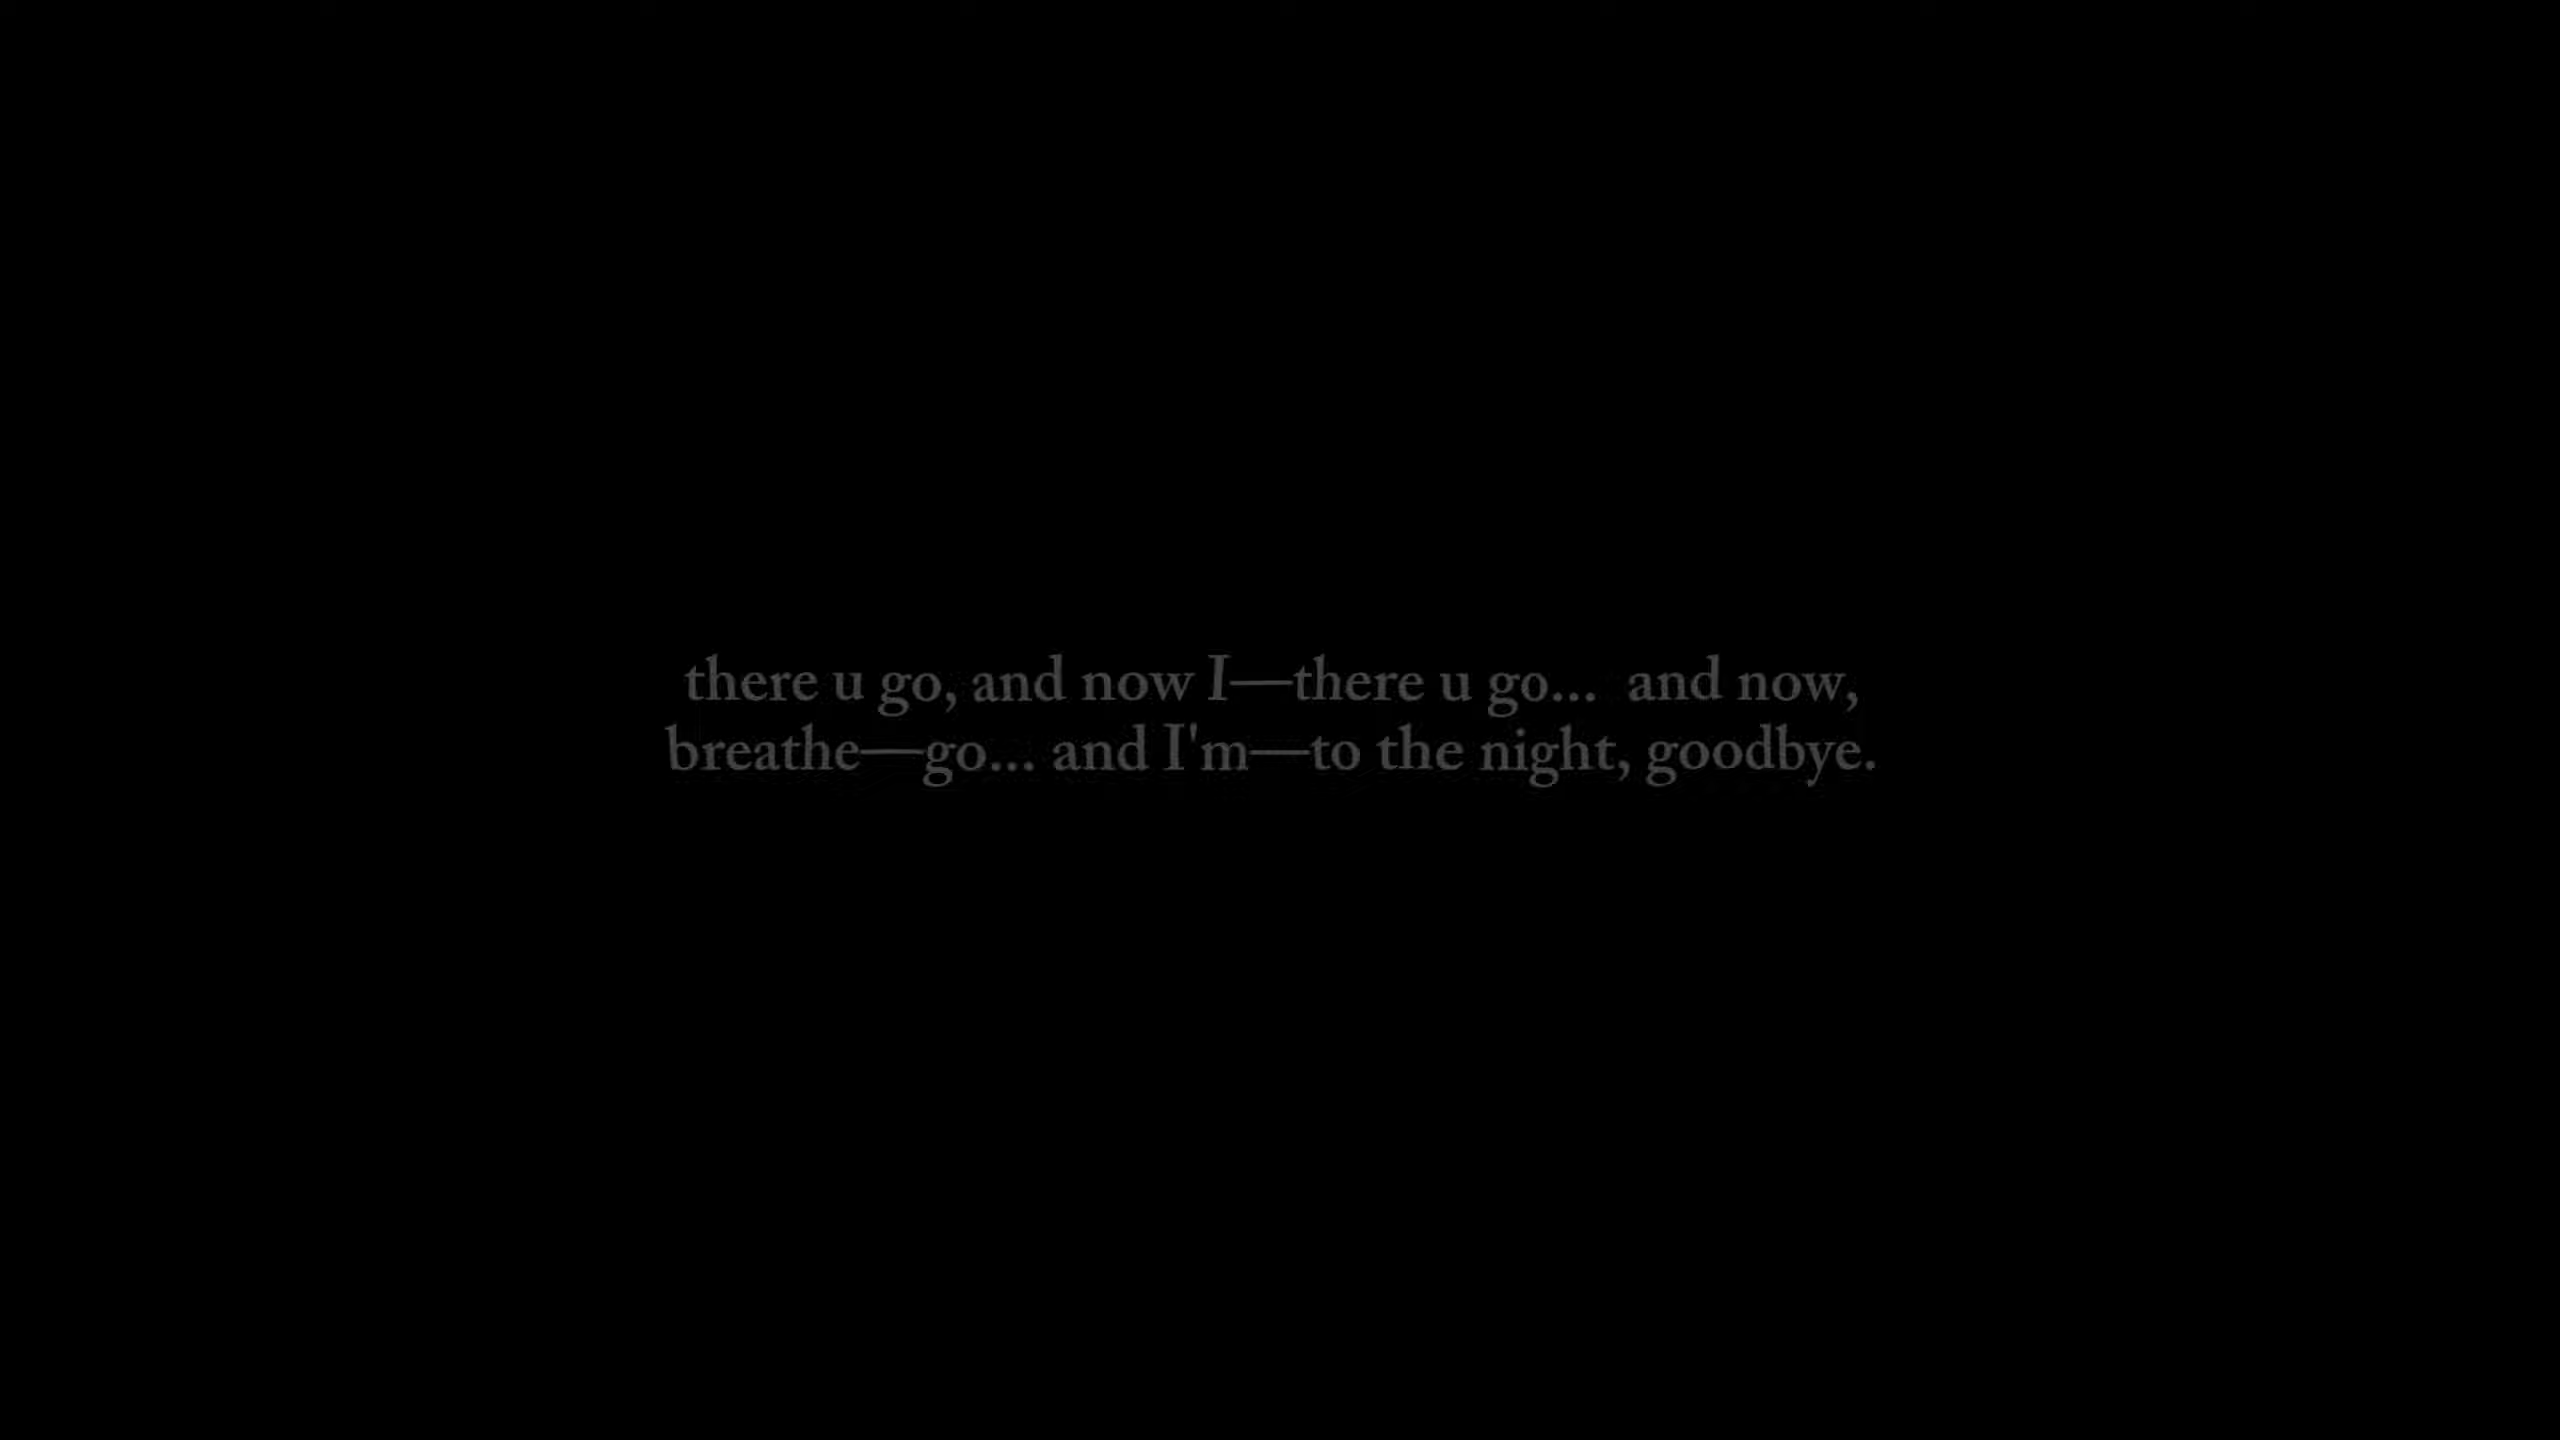 there u go, and now I—there u go...  and now,
breathe—go... and I'm—to the night, goodbye.